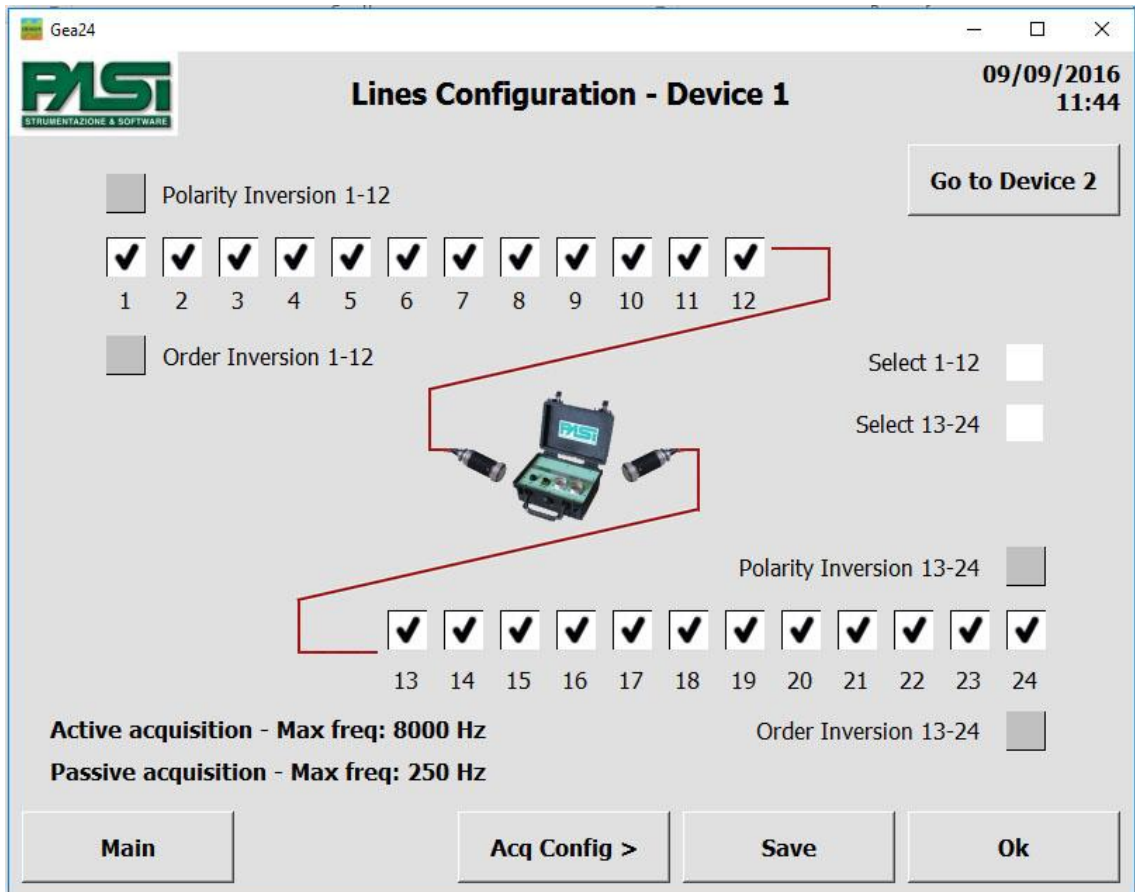 Gea24
PASI
STRUMENTAZIONE & SOFTWARE
Lines Configuration - Device 1
09/09/2016
11:44
Go to Device 2
Polarity Inversion 1-12
1 2 3 4 5 6 7 8 9 10 11 12
Order Inversion 1-12
Select 1-12
Select 13-24
PASI
Polarity Inversion 13-24
13 14 15 16 17 18 19 20 21 22 23 24
Order Inversion 13-24
Active acquisition - Max freq: 8000 Hz
Passive acquisition - Max freq: 250 Hz
Main
Acq Config >
Save
Ok